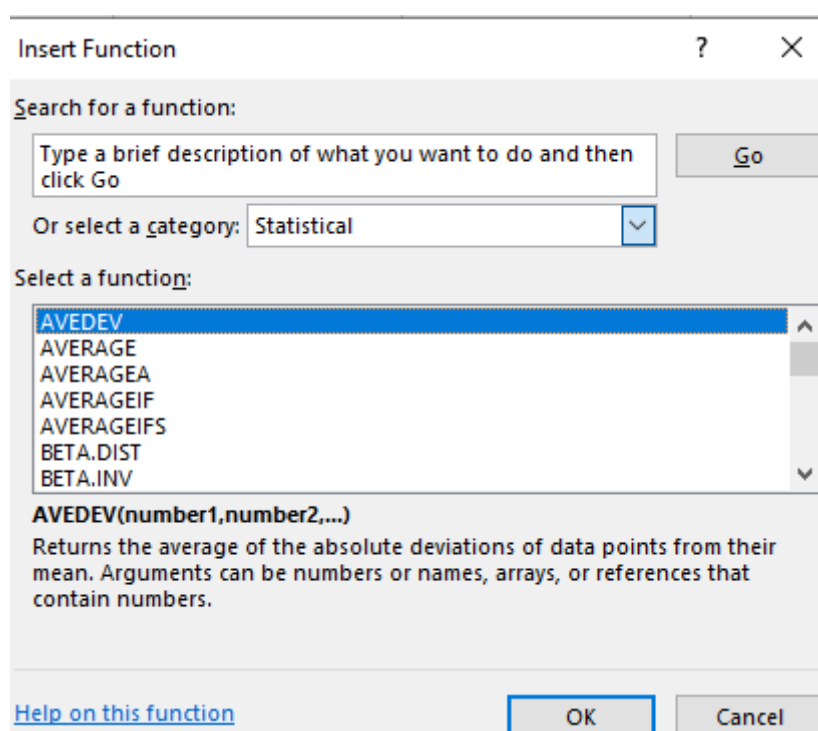 Insert Function ?
Search for a function:
Type a brief description of what you want to do and then
click Go
Go
Or select a category: Statistical
Select a function:
AVEDEV
AVERAGE
AVERAGEA
AVERAGEIF
AVERAGEIFS
BETA.DIST
BETA.INV
AVEDEV(number1,number2,...)
Returns the average of the absolute deviations of data points from their
mean. Arguments can be numbers or names, arrays, or references that
contain numbers.
Help on this function OK Cancel